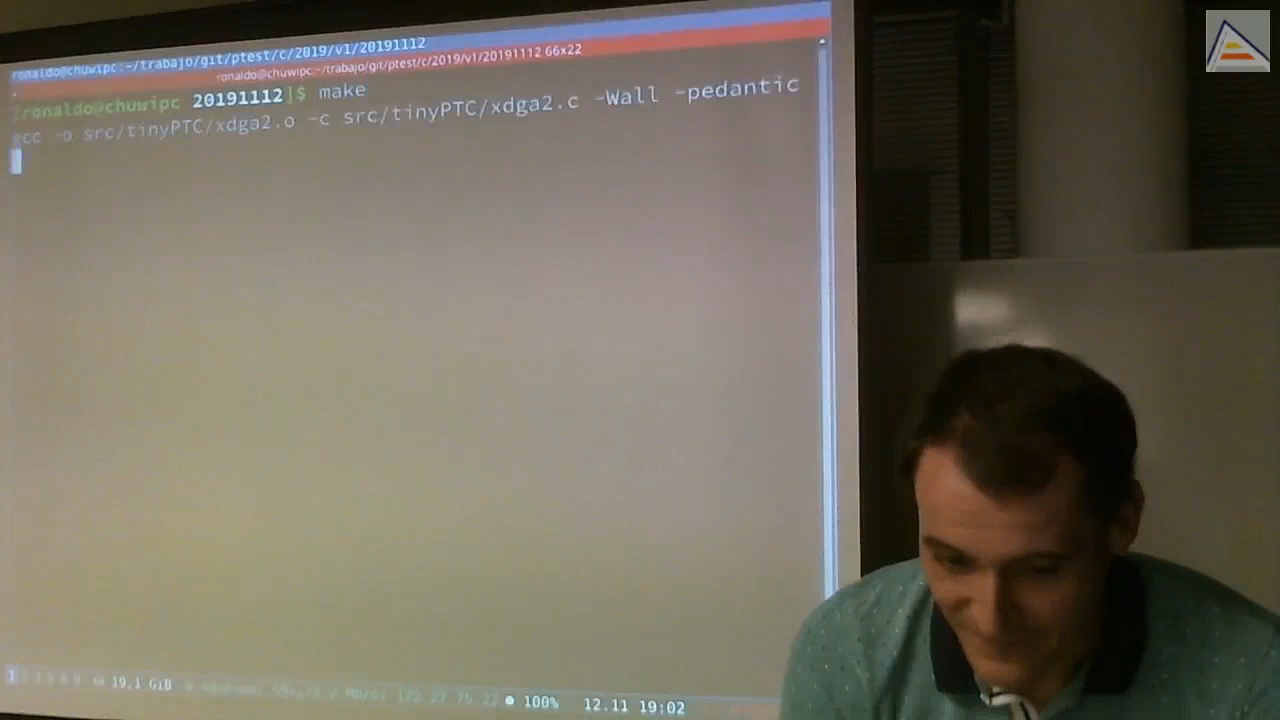 ronaldo@chuwipc:~/trabajo/git/ptest/c/2019/v1/20191112
ronaldo@chuwipc:~/trabajo/git/ptest/c/2019/v1/20191112 66x22
[ronaldo@chuwipc 20191112]$ make
gcc -o src/tinyPTC/xdga2.o -c src/tinyPTC/xdga2.c -Wall -pedantic
1 19,1 GiB 100% 12.11 19:02